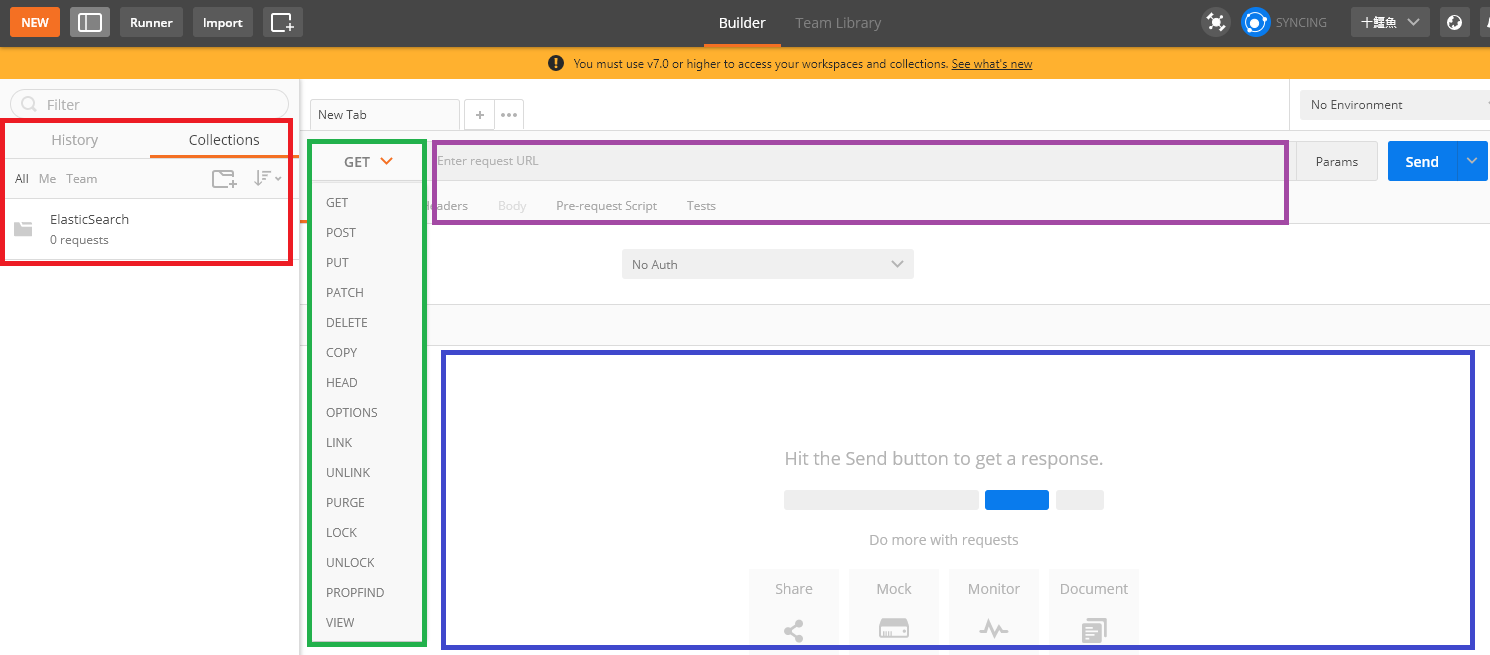 NEW Runner Import Builder Team Library SYNCING 十鱷魚
You must use v7.0 or higher to access your workspaces and collections. See what's new
Filter
History Collections
All Me Team
ElasticSearch
0 requests
New Tab
No Environment
GET Enter request URL Params Send
Headers Body Pre-request Script Tests
No Auth
GET
POST
PUT
PATCH
DELETE
COPY
HEAD
OPTIONS
LINK
UNLINK
PURGE
LOCK
UNLOCK
PROPFIND
VIEW
Hit the Send button to get a response.
Do more with requests
Share Mock Monitor Document